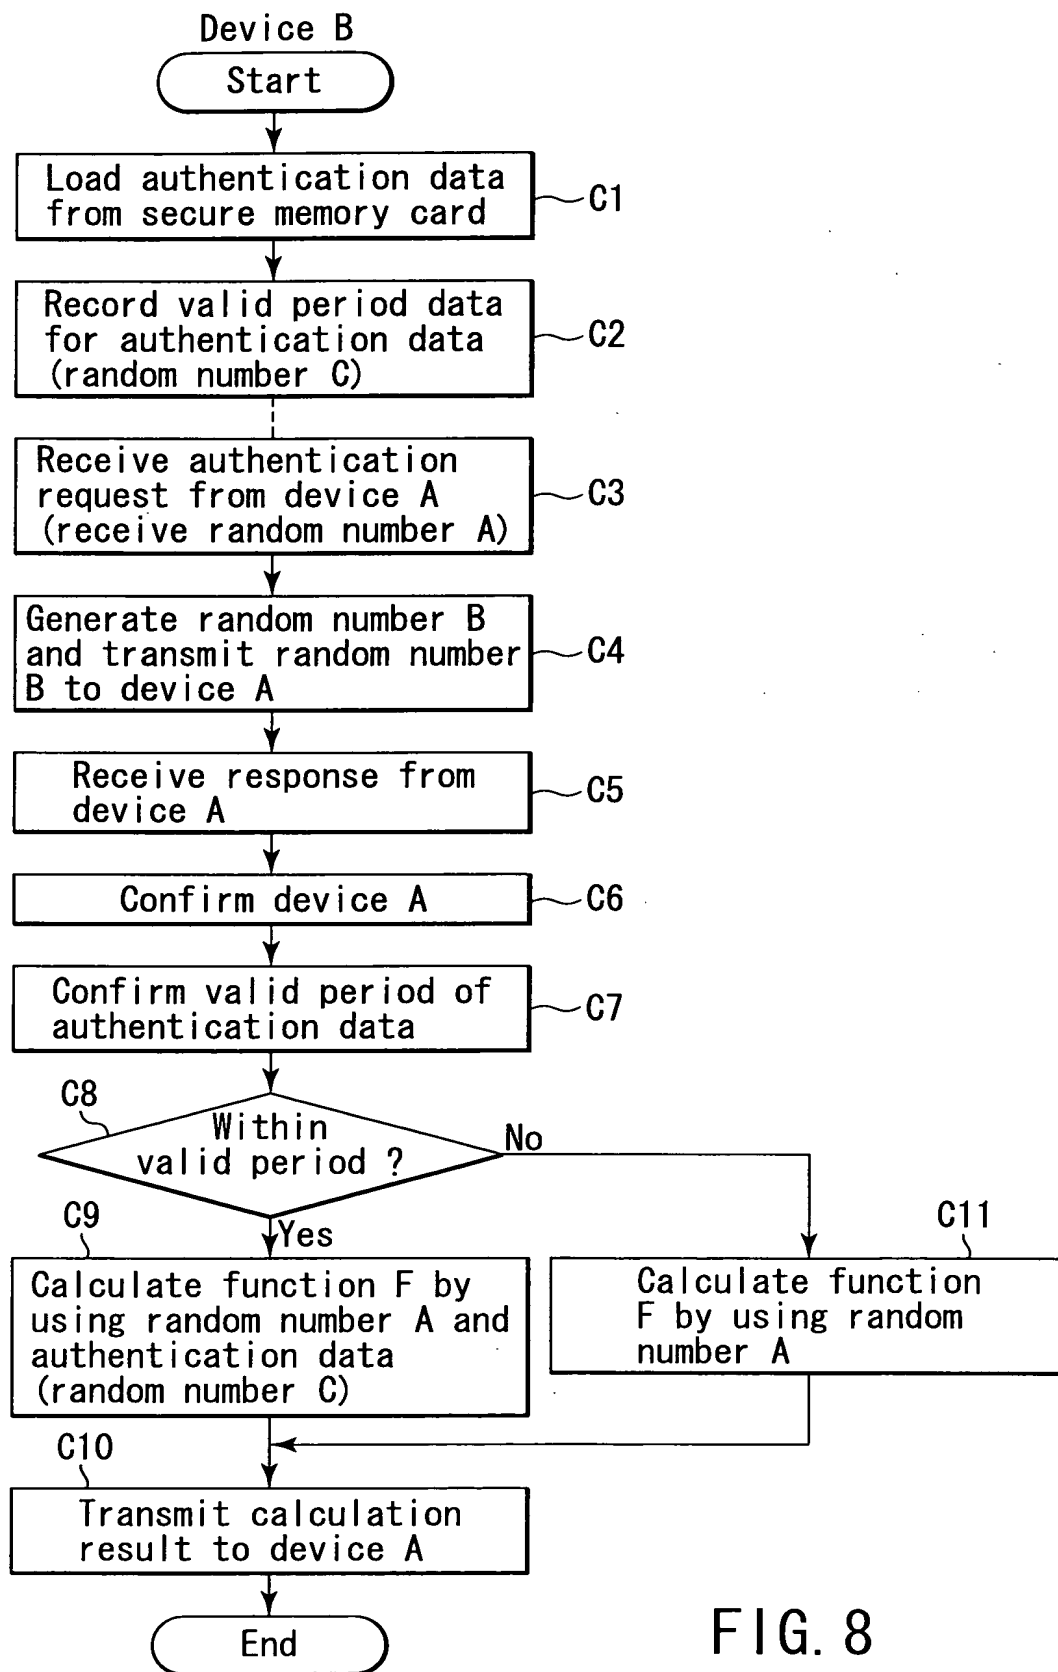 Device B
Start
Load authentication data
from secure memory card
C1
Record valid period data
for authentication data
(random number C)
C2
Receive authentication
request from device A
(receive random number A)
C3
Generate random number B
and transmit random number
B to device A
C4
Receive response from
device A
C5
Confirm device A
C6
Confirm valid period of
authentication data
C7
C8
Within
valid period ?
No
Yes
C9
Calculate function F by
using random number A and
authentication data
(random number C)
C11
Calculate function
F by using random
number A
C10
Transmit calculation
result to device A
End
FIG. 8